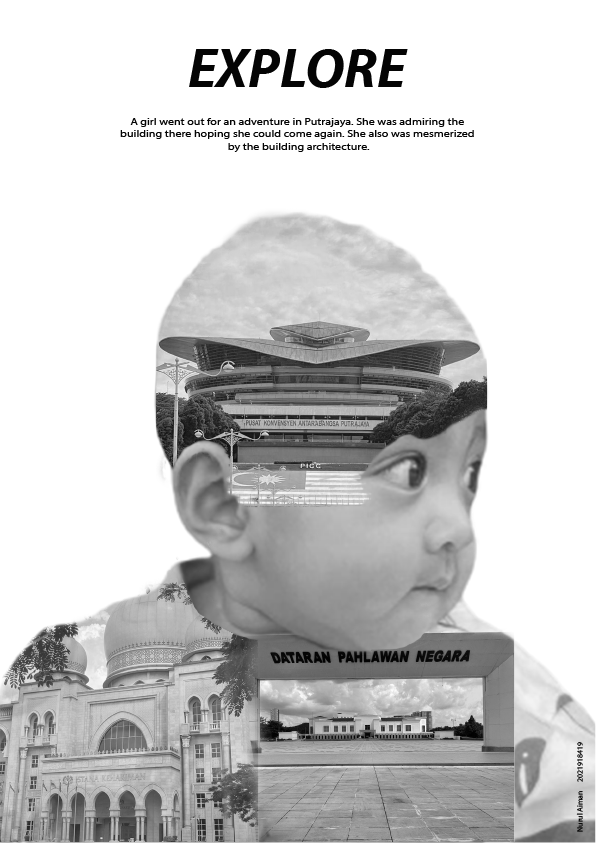 EXPLORE
A girl went out for an adventure in Putrajaya. She was admiring the
building there hoping she could come again. She also was mesmerized
by the building architecture.
PUSAT KONVENSYEN ANTARABANGSA PUTRAJAYA
PICC
DATARAN PAHLAWAN NEGARA
ISTANA KEHAKIMAN
Nurul Aiman 2021918419